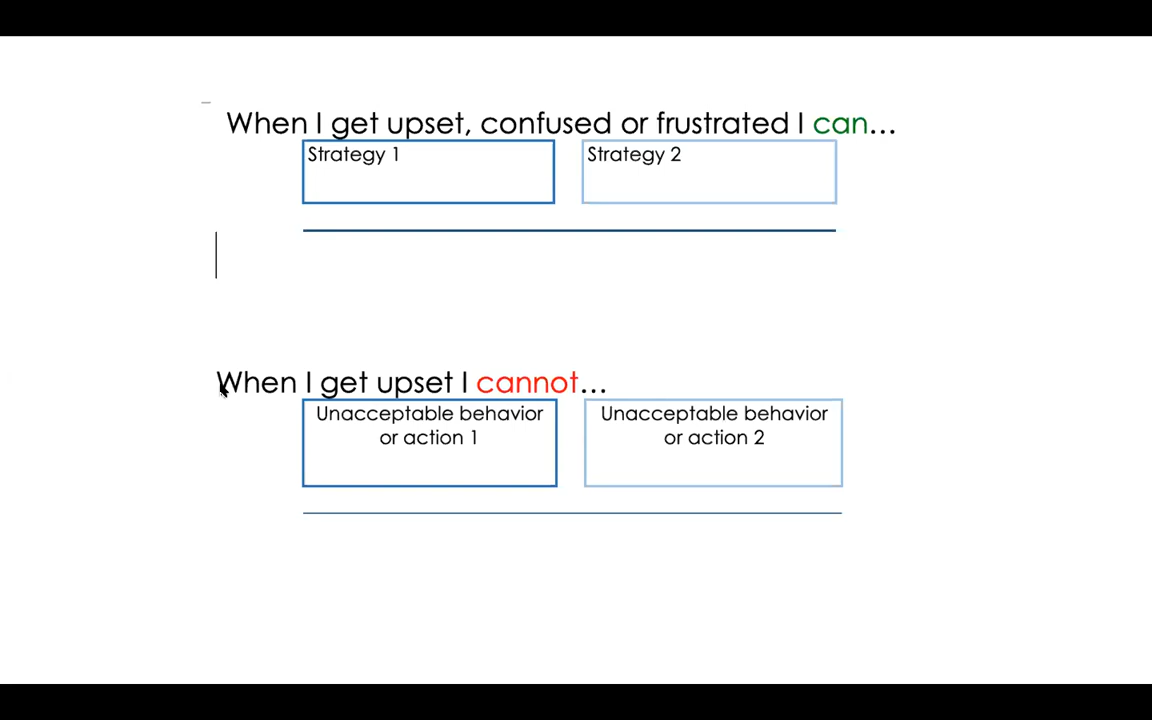 When I get upset, confused or frustrated I can...
Strategy 1
Strategy 2
When I get upset I cannot...
Unacceptable behavior
or action 1
Unacceptable behavior
or action 2